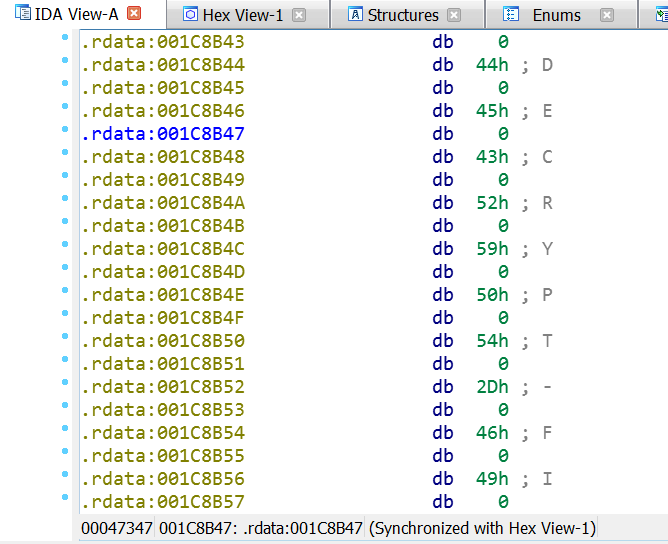 IDA View-A Hex View-1 Structures Enums
.rdata:001C8B43 db 0
.rdata:001C8B44 db 44h ; D
.rdata:001C8B45 db 0
.rdata:001C8B46 db 45h ; E
.rdata:001C8B47 db 0
.rdata:001C8B48 db 43h ; C
.rdata:001C8B49 db 0
.rdata:001C8B4A db 52h ; R
.rdata:001C8B4B db 0
.rdata:001C8B4C db 59h ; Y
.rdata:001C8B4D db 0
.rdata:001C8B4E db 50h ; P
.rdata:001C8B4F db 0
.rdata:001C8B50 db 54h ; T
.rdata:001C8B51 db 0
.rdata:001C8B52 db 2Dh ; -
.rdata:001C8B53 db 0
.rdata:001C8B54 db 46h ; F
.rdata:001C8B55 db 0
.rdata:001C8B56 db 49h ; I
.rdata:001C8B57 db 0
00047347 001C8B47: .rdata:001C8B47 (Synchronized with Hex View-1)